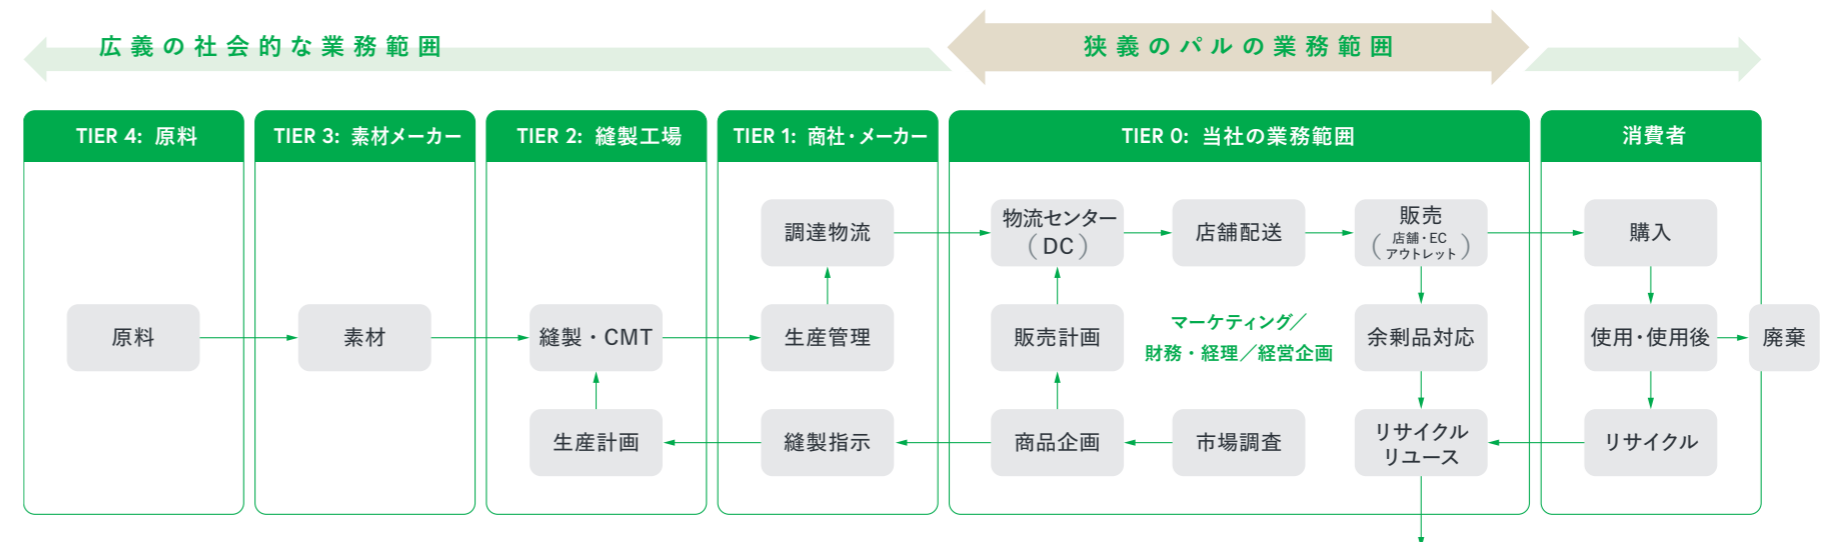 広義の社会的な業務範囲
狭義のパルの業務範囲
TIER 4: 原料
TIER 3: 素材メーカー
TIER 2: 縫製工場
TIER 1: 商社・メーカー
TIER 0: 当社の業務範囲
消費者
調達物流
物流センター
(DC)
店舗配送
販売
(店舗・EC
アウトレット)
購入
原料
素材
縫製・CMT
生産管理
販売計画
マーケティング／
財務・経理／経営企画
余剰品対応
使用・使用後
廃棄
生産計画
縫製指示
商品企画
市場調査
リサイクル
リユース
リサイクル